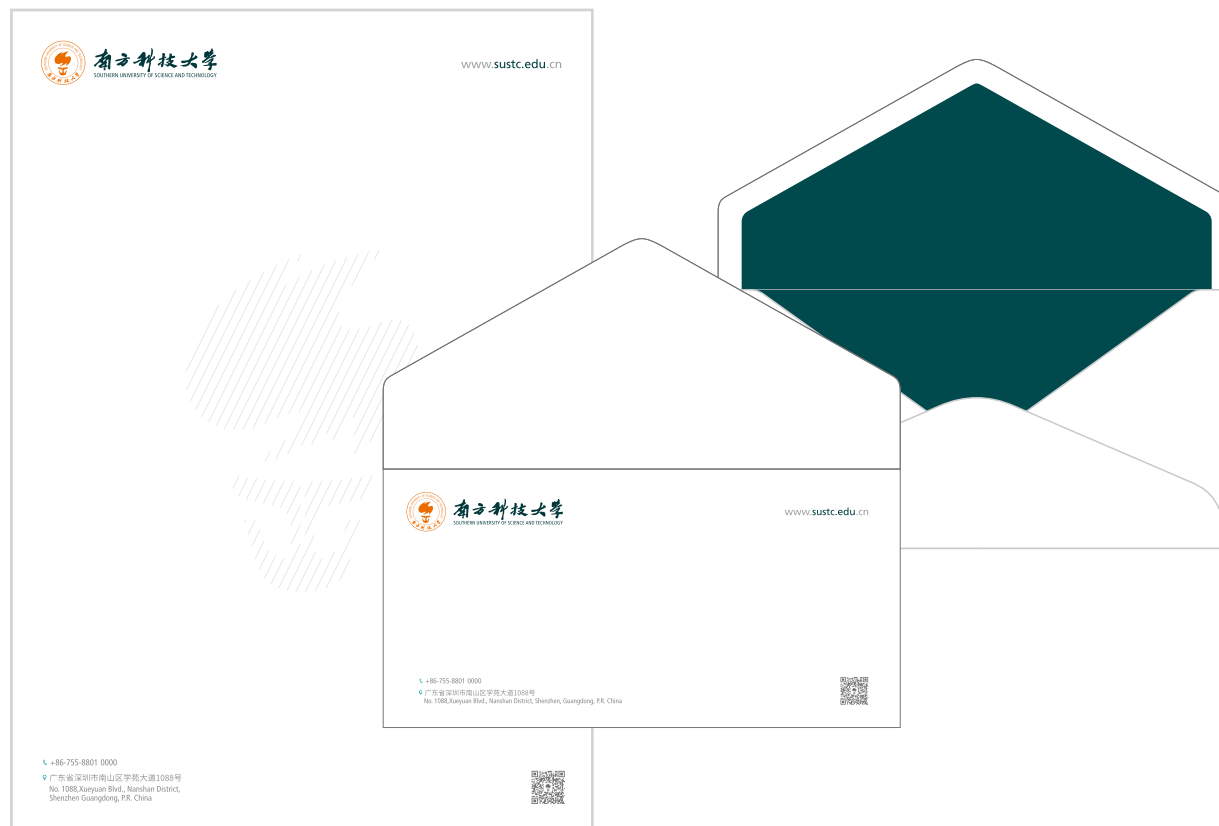 南方科技大学
SOUTHERN UNIVERSITY OF SCIENCE AND TECHNOLOGY
www.sustc.edu.cn
南方科技大学
SOUTHERN UNIVERSITY OF SCIENCE AND TECHNOLOGY
www.sustc.edu.cn
+86-755-8801 0000
广东省深圳市南山区学苑大道1088号
No. 1088,Xueyuan Blvd., Nanshan District, Shenzhen, Guangdong, P.R. China
+86-755-8801 0000
广东省深圳市南山区学苑大道1088号
No. 1088,Xueyuan Blvd., Nanshan District,
Shenzhen Guangdong, P.R. China